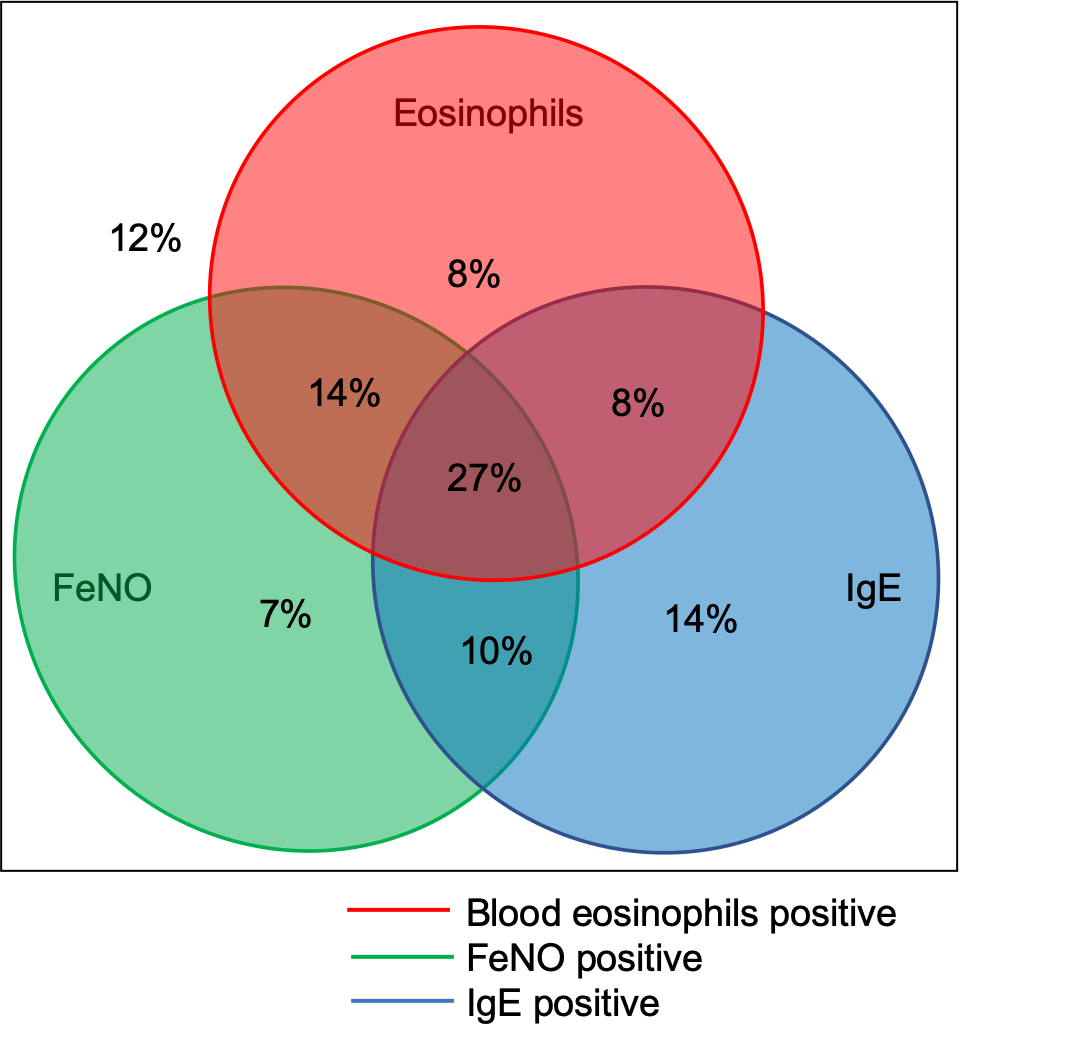 Eosinophils
12%
8%
14%
8%
27%
FeNO
IgE
7%
14%
10%
Blood eosinophils positive
FeNO positive
IgE positive